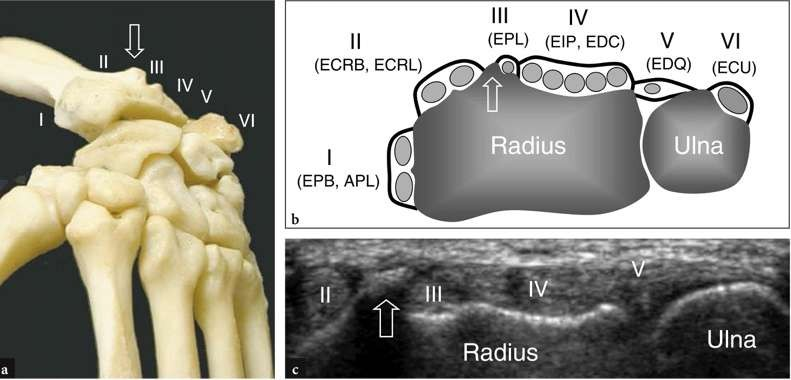 II
III
IV
V
I
VI
a
III
(EPL)
IV
(EIP, EDC)
II
(ECRB, ECRL)
V
(EDQ)
VI
(ECU)
I
(EPB, APL)
Radius
Ulna
b
II
III
IV
V
Radius
Ulna
c